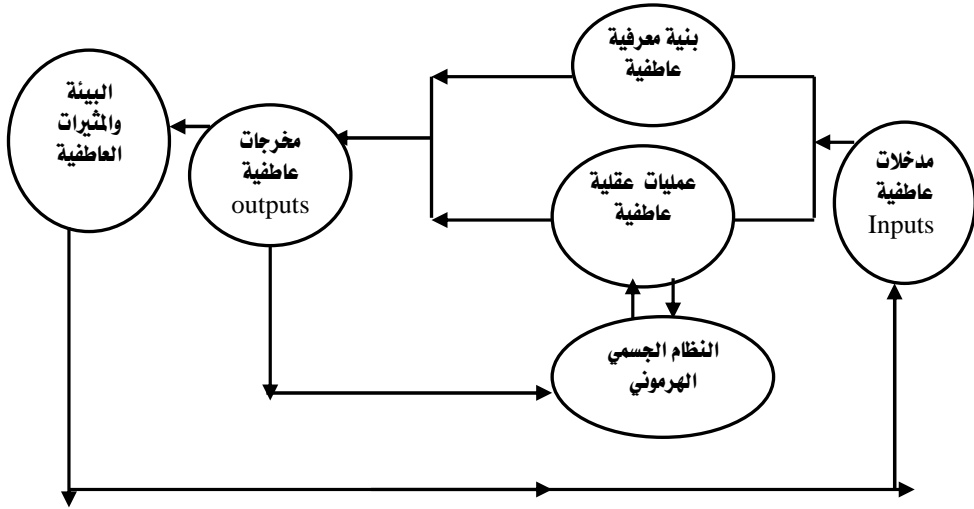 بنية معرفية
عاطفية
البيئة
والمثيرات
العاطفية
مخرجات
عاطفية
outputs
عمليات عقلية
عاطفية
مدخلات
عاطفية
Inputs
النظام الجسمي
الهرموني